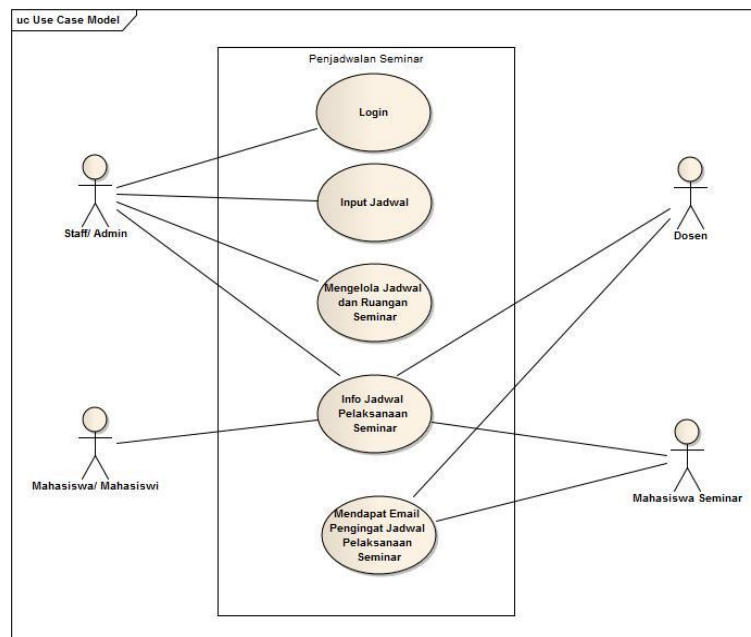 uc Use Case Model
Penjadwalan Seminar
Login
Input Jadwal
Staff/ Admin
Dosen
Mengelola Jadwal
dan Ruangan
Seminar
Info Jadwal
Pelaksanaan
Seminar
Mahasiswa/ Mahasiswi
Mahasiswa Seminar
Mendapat Email
Pengingat Jadwal
Pelaksanaan
Seminar